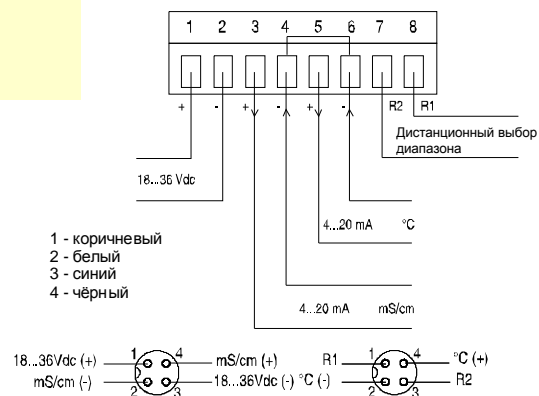 1 2 3 4 5 6 7 8
+ - + - + - R2 R1
Дистанционный выбор
диапазона
18...36 Vdc
4...20 mA °C
1 - коричневый
2 - белый
3 - синий
4 - чёрный
4...20 mA mS/cm
18...36Vdc (+) 1 4 mS/cm (+) R1 1 4 °C (+)
mS/cm (-) 2 3 18...36Vdc (-) °C (-) 2 3 R2